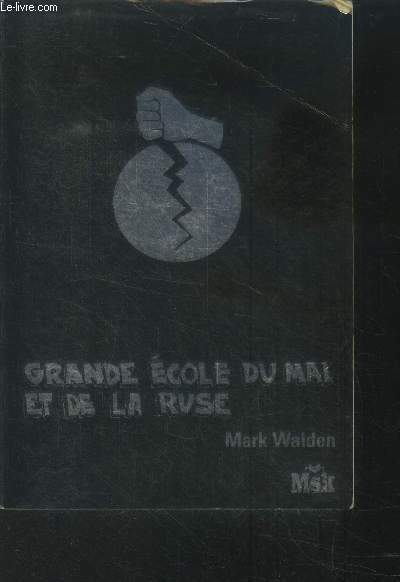 Le-livre.com
GRANDE ÉCOLE DU MAL
ET DE LA RUSE
Mark Walden
Msk